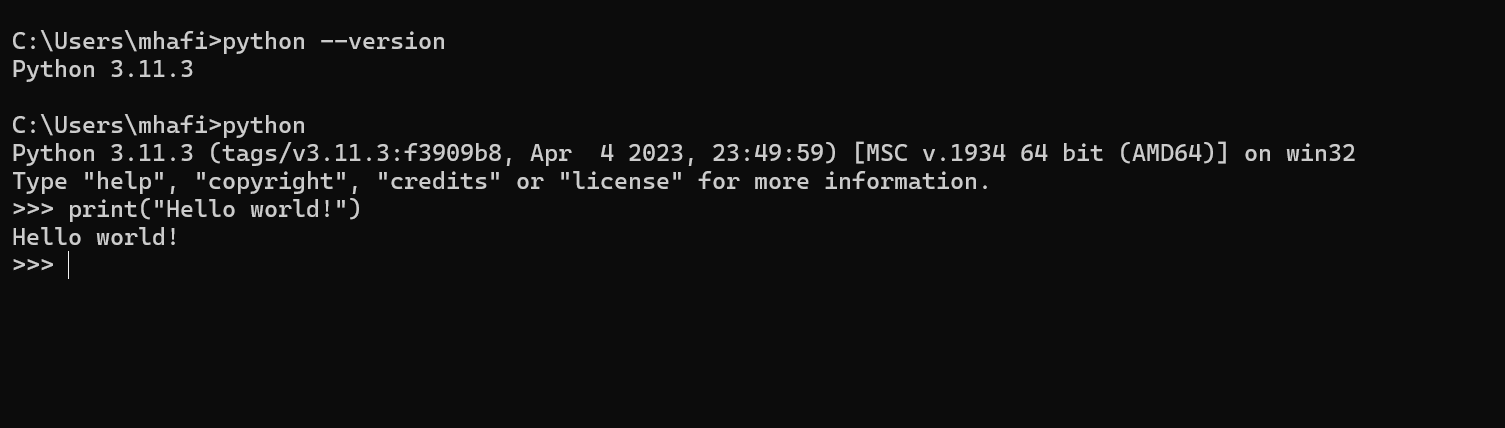 C:\Users\mhafi>python --version
Python 3.11.3
C:\Users\mhafi>python
Python 3.11.3 (tags/v3.11.3:f3909b8, Apr  4 2023, 23:49:59) [MSC v.1934 64 bit (AMD64)] on win32
Type "help", "copyright", "credits" or "license" for more information.
>>> print("Hello world!")
Hello world!
>>>